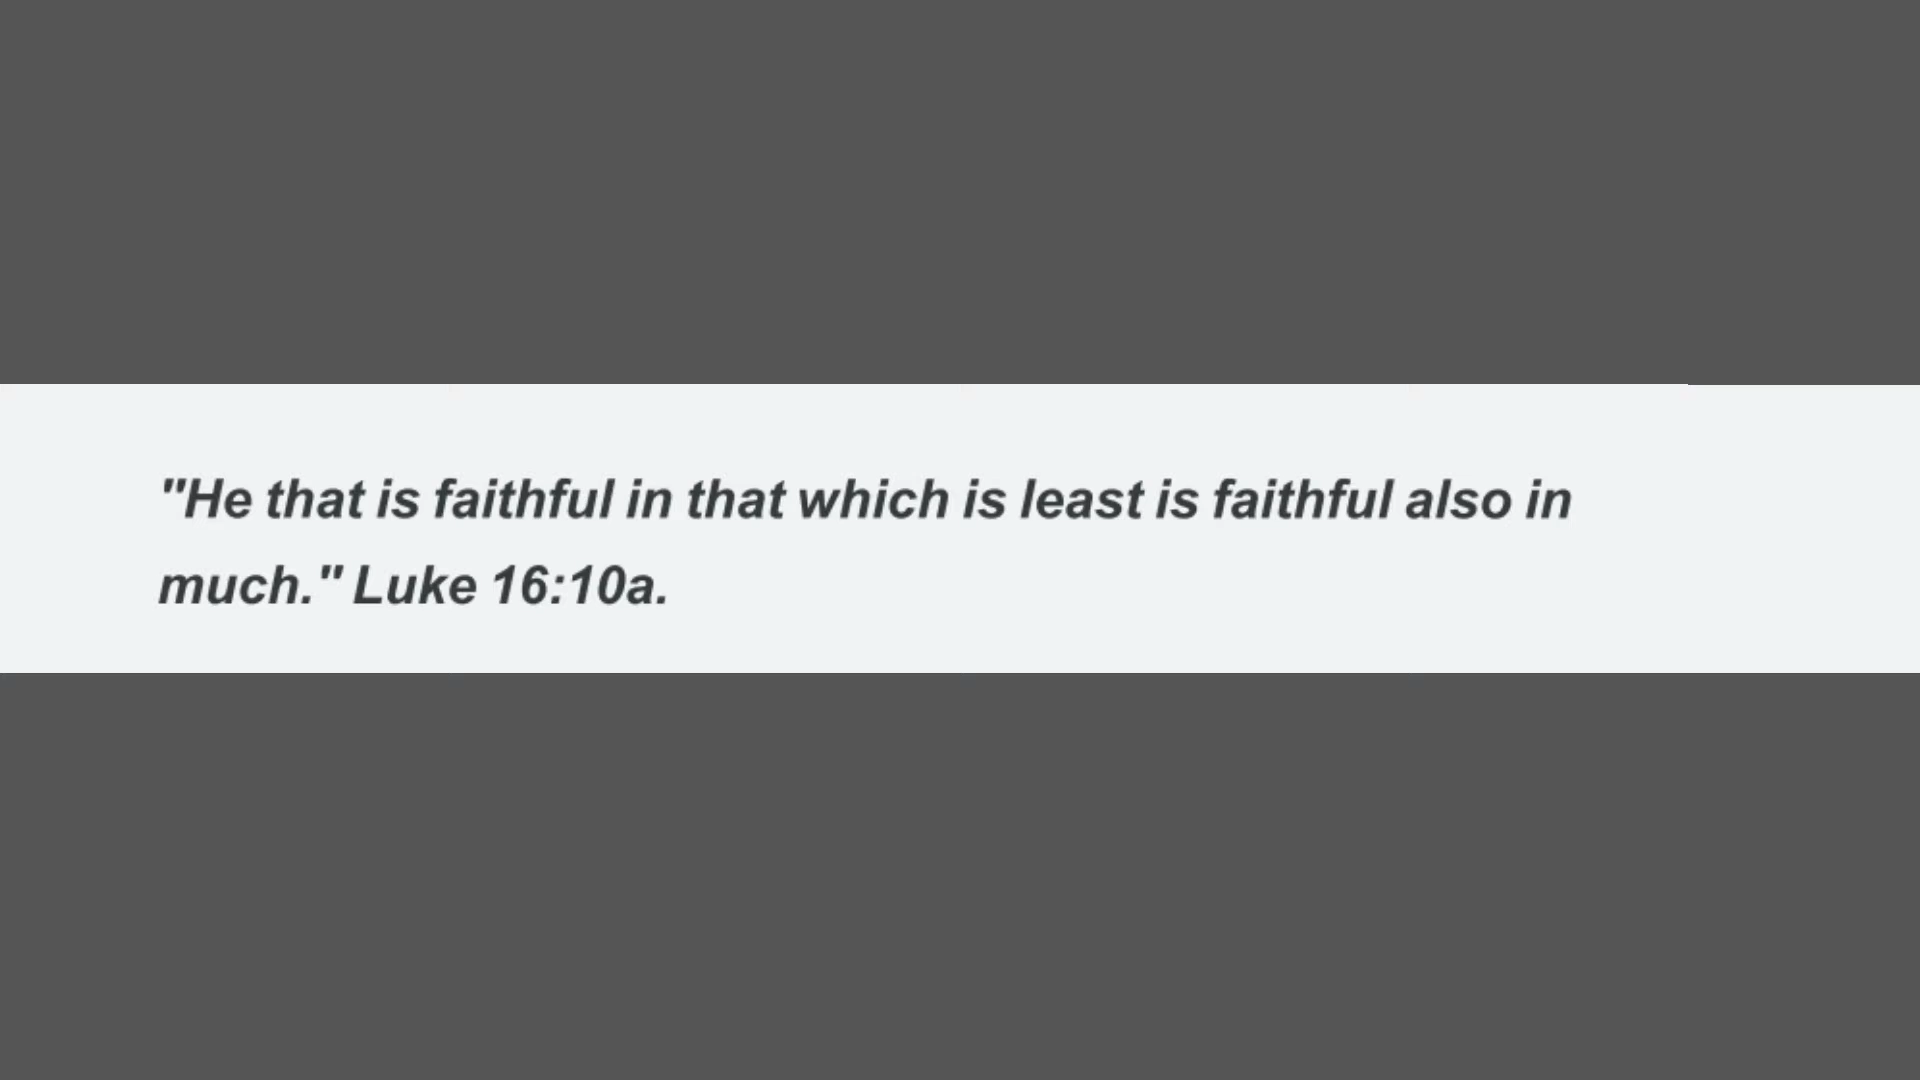 "He that is faithful in that which is least is faithful also in
much." Luke 16:10a.